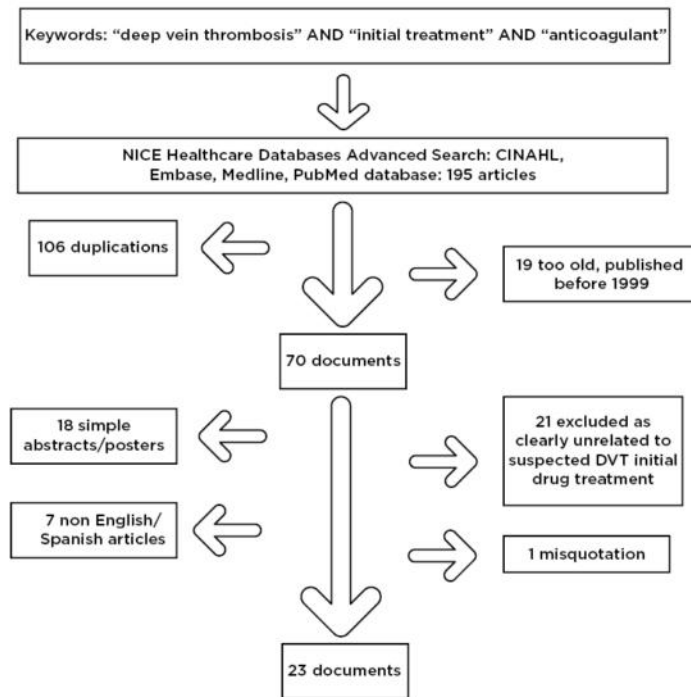 Keywords: “deep vein thrombosis” AND “initial treatment” AND “anticoagulant”
NICE Healthcare Databases Advanced Search: CINAHL,
Embase, Medline, PubMed database: 195 articles
106 duplications
19 too old, published
before 1999
70 documents
18 simple
abstracts/posters
21 excluded as
clearly unrelated to
suspected DVT initial
drug treatment
7 non English/
Spanish articles
1 misquotation
23 documents